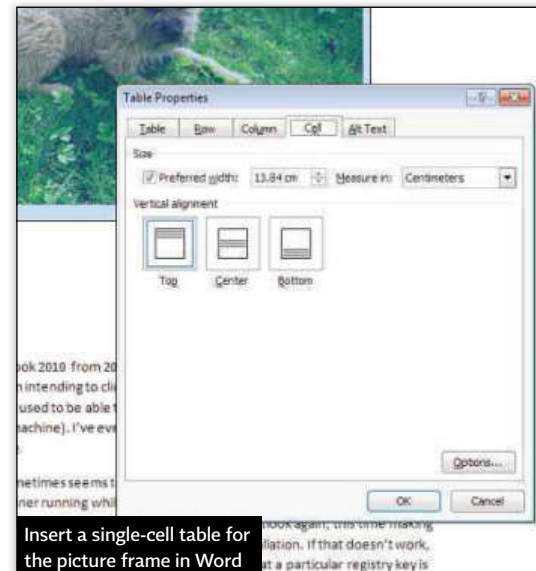 Table Properties
Table Row Column Cell Alt Text
Size
Preferred width: 13.84 cm Measure in: Centimeters
Vertical alignment
Top Center Bottom
ook 2010 from 20
n intending to cli
used to be able t
machine). I've eve
netimes seems t
ner running whil
Options...
OK Cancel
ook again, this time making
llation. If that doesn't work,
at a particular registry key is
Insert a single-cell table for
the picture frame in Word